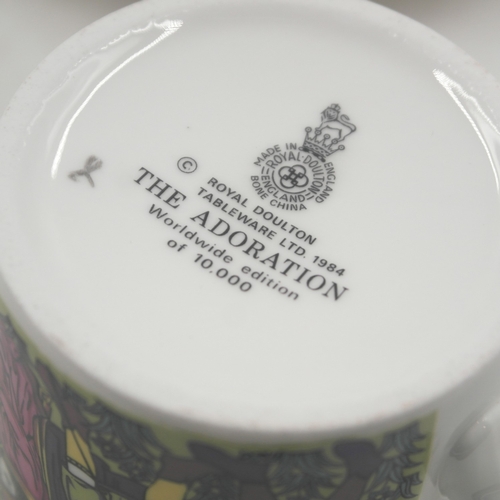 MADE IN ENGLAND
ROYAL·DOULTON
ENGLAND
BONE CHINA
© ROYAL DOULTON
TABLEWARE LTD. 1984
THE ADORATION
Worldwide edition
of 10,000